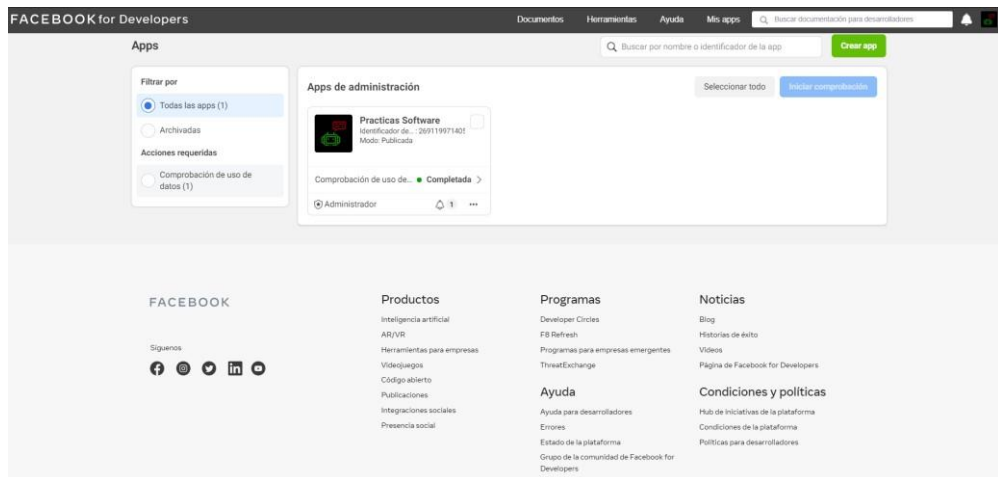 FACEBOOK for Developers
Documentos
Herramientas
Ayuda
Mis apps
Buscar documentación para desarrolladores
Apps
Buscar por nombre o identificador de la app
Crear app
Filtrar por
Todas las apps (1)
Archivadas
Acciones requeridas
Comprobación de uso de
datos (1)
Apps de administración
Seleccionar todo
Iniciar comprobación
Practicas Software
Identificador de... :
Modo: Publicada
Comprobación de uso de... Completada
Administrador
1
FACEBOOK
Síguenos
Productos
Inteligencia artificial
AR/VR
Herramientas para empresas
Videojuegos
Código abierto
Publicaciones
Integraciones sociales
Presencia social
Programas
Developer Circles
F8 Refresh
Programas para empresas emergentes
ThreatExchange
Ayuda
Ayuda para desarrolladores
Errores
Estado de la plataforma
Grupo de la comunidad de Facebook for
Developers
Noticias
Blog
Historias de éxito
Vídeos
Página de Facebook for Developers
Condiciones y políticas
Hub de iniciativas de la plataforma
Condiciones de la plataforma
Políticas para desarrolladores